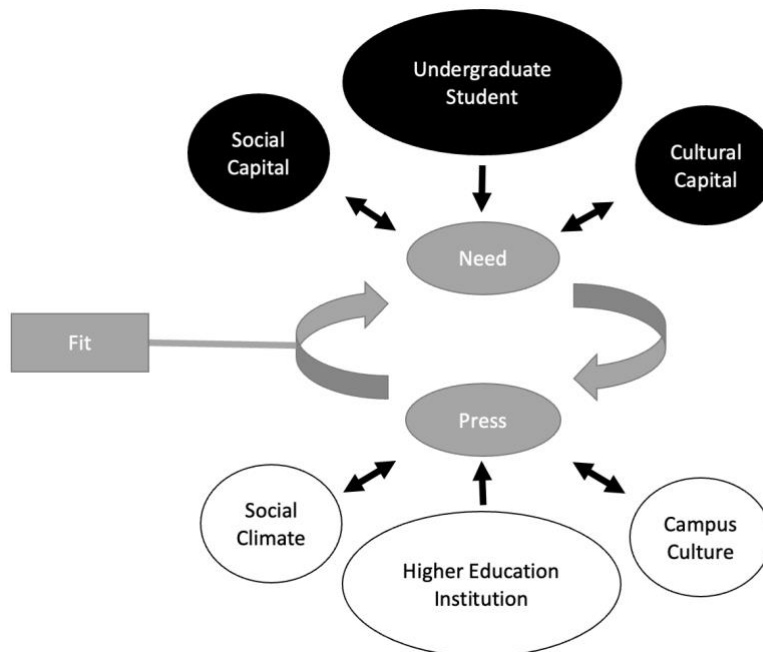 Undergraduate
Student
Social
Capital
Cultural
Capital
Need
Fit
Press
Social
Climate
Campus
Culture
Higher Education
Institution